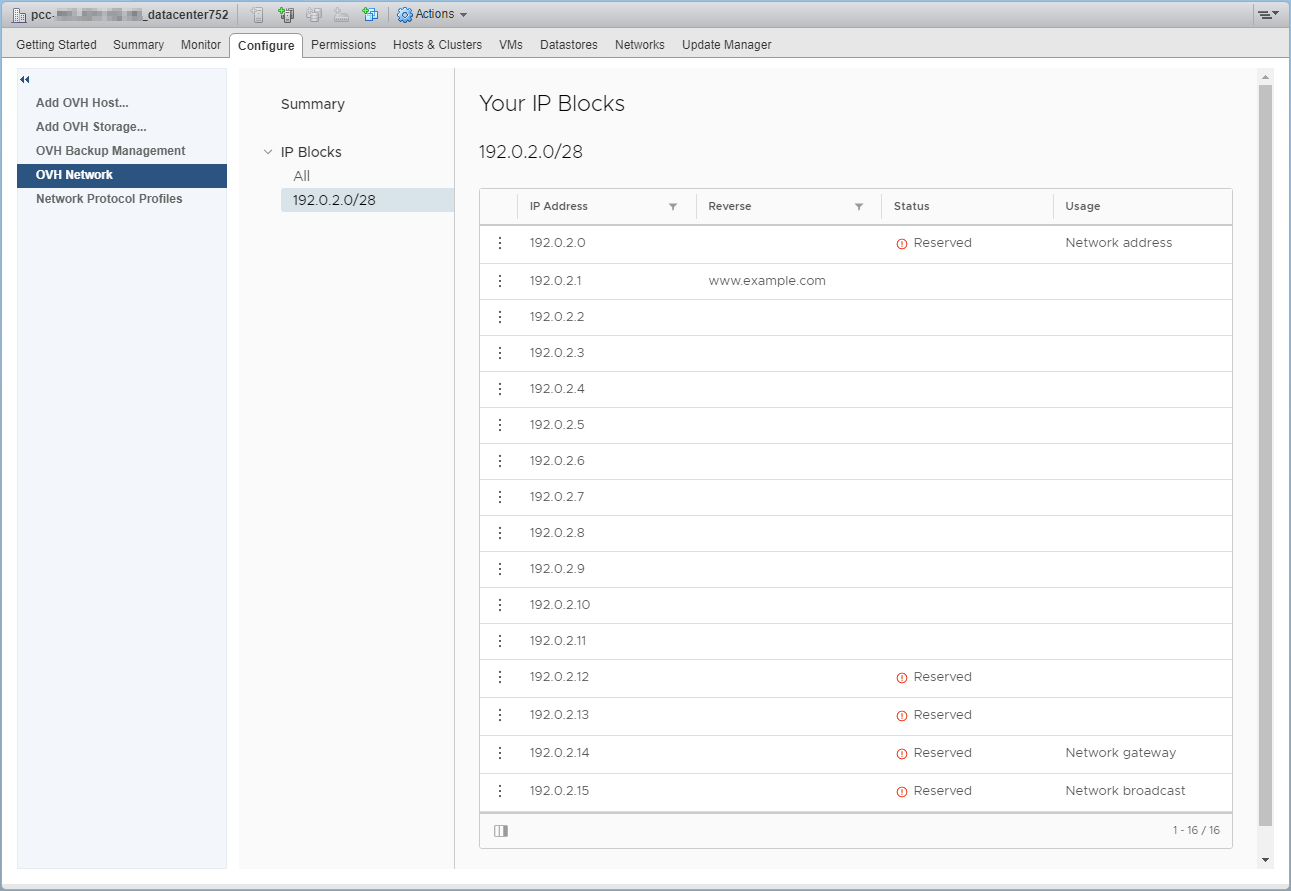 pcc- _datacenter752 Actions
Getting Started Summary Monitor Configure Permissions Hosts & Clusters VMs Datastores Networks Update Manager
Add OVH Host...
Add OVH Storage...
OVH Backup Management
OVH Network
Network Protocol Profiles
Summary
IP Blocks
All
192.0.2.0/28
Your IP Blocks
192.0.2.0/28
IP Address Reverse Status Usage
192.0.2.0 Reserved Network address
192.0.2.1 www.example.com
192.0.2.2
192.0.2.3
192.0.2.4
192.0.2.5
192.0.2.6
192.0.2.7
192.0.2.8
192.0.2.9
192.0.2.10
192.0.2.11
192.0.2.12 Reserved
192.0.2.13 Reserved
192.0.2.14 Reserved Network gateway
192.0.2.15 Reserved Network broadcast
1 - 16 / 16